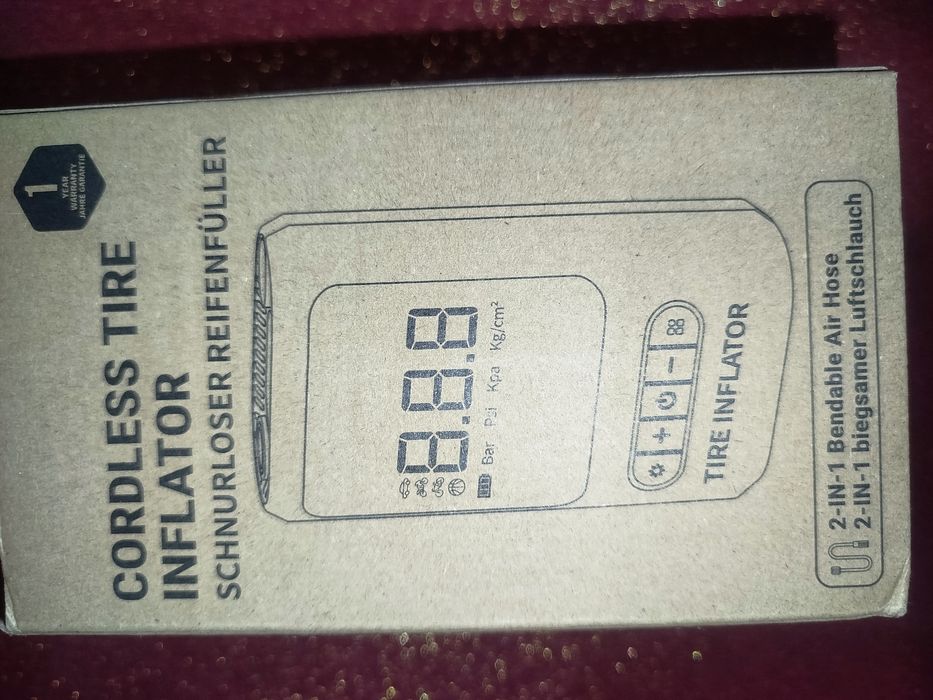 1
YEAR
WARRANTY
JAHRE GARANTIE
CORDLESS TIRE
INFLATOR
SCHNURLOSER REIFENFÜLLER
8.8.8
Bar Psi Kpa Kg/cm²
TIRE INFLATOR
2-IN-1 Bendable Air Hose
2-IN-1 biegsamer Luftschlauch